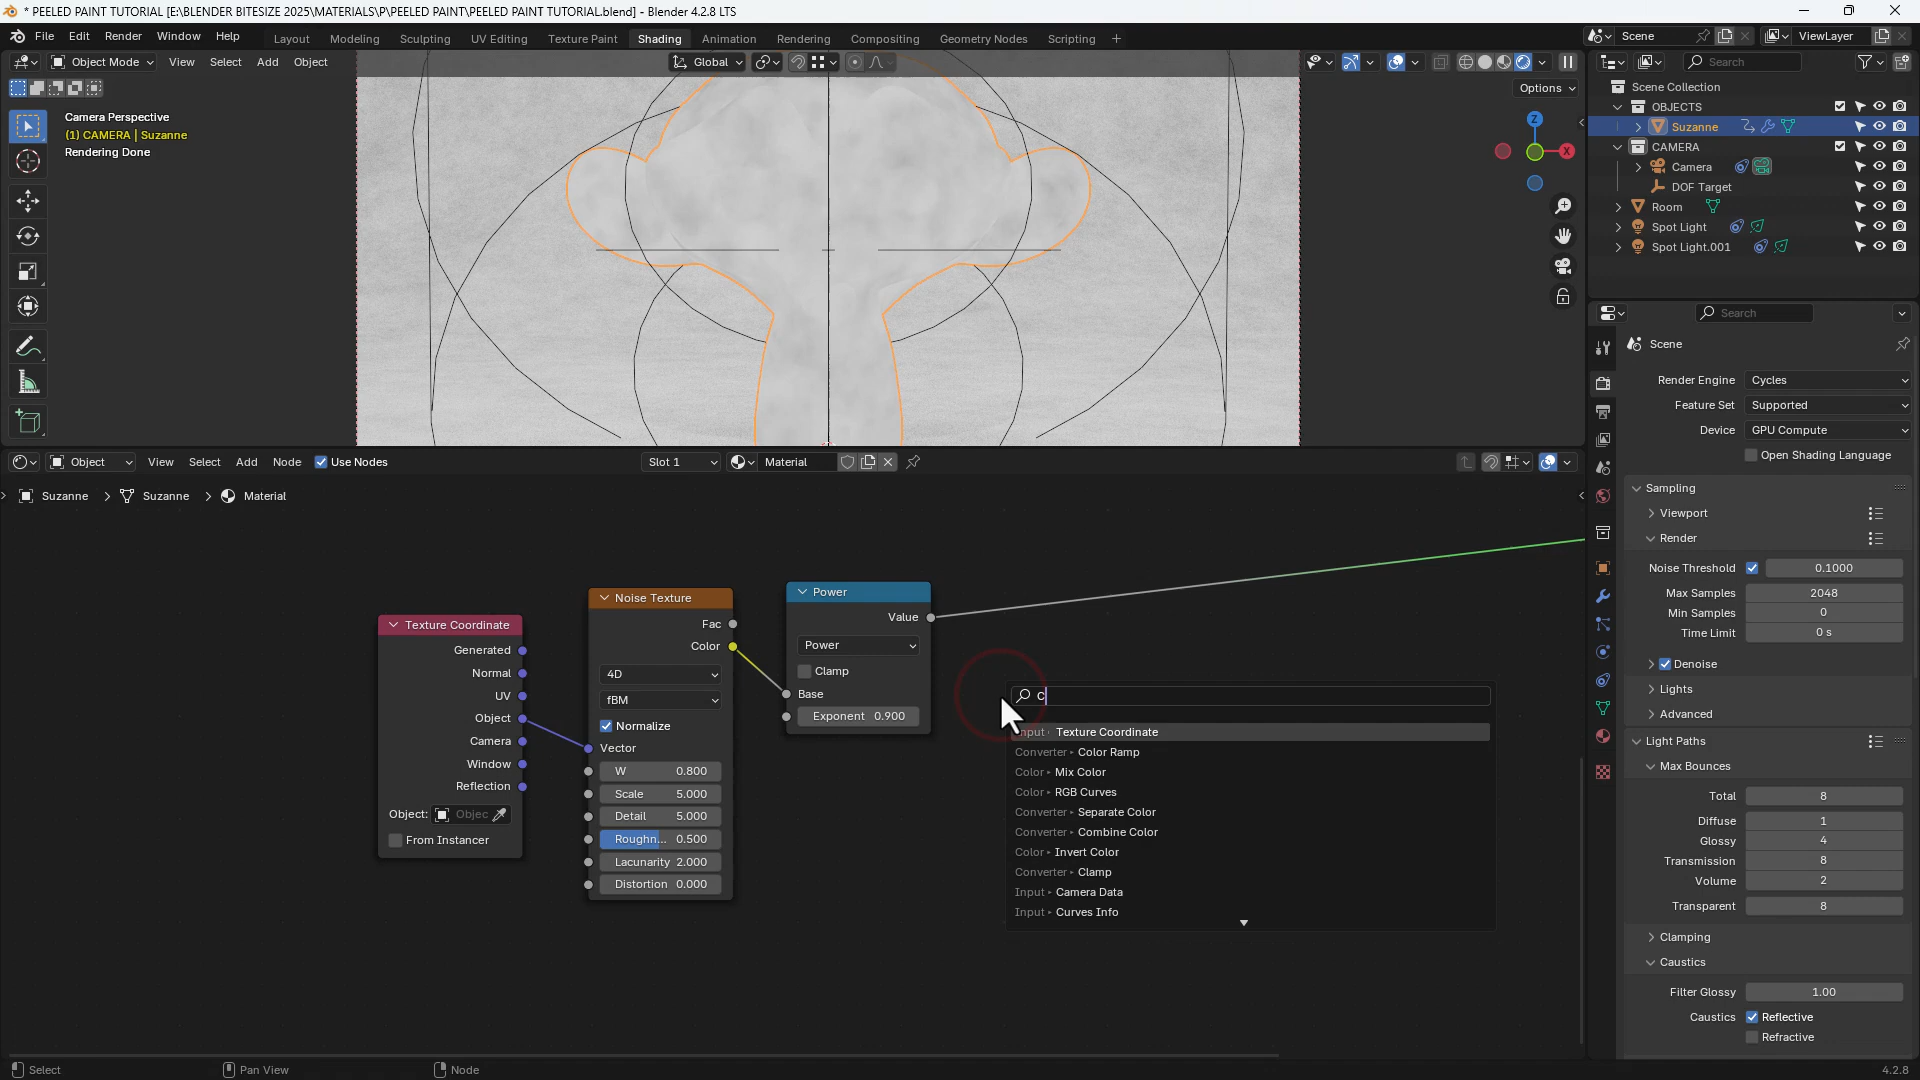 * PEELED PAINT TUTORIAL [E:\BLENDER BITESIZE 2025\MATERIALS\P\PEELED PAINT\PEELED PAINT TUTORIAL.blend] - Blender 4.2.8 LTS
File Edit Render Window Help Layout Modeling Sculpting UV Editing Texture Paint Shading Animation Rendering Compositing Geometry Nodes Scripting +
Scene ViewLayer
Object Mode View Select Add Object Global
Search
Options
Camera Perspective
(1) CAMERA | Suzanne
Rendering Done
Z
X
Scene Collection
OBJECTS
Suzanne
CAMERA
Camera
DOF Target
Room
Spot Light
Spot Light.001
Search
Scene
Render Engine Cycles
Feature Set Supported
Device GPU Compute
Open Shading Language
Sampling
Viewport
Render
Noise Threshold 0.1000
Max Samples 2048
Min Samples 0
Time Limit 0 s
Denoise
Lights
Advanced
Light Paths
Max Bounces
Total 8
Diffuse 1
Glossy 4
Transmission 8
Volume 2
Transparent 8
Clamping
Caustics
Filter Glossy 1.00
Caustics Reflective
Refractive
Object View Select Add Node Use Nodes Slot 1 Material
Suzanne > Suzanne > Material
Texture Coordinate
Generated
Normal
UV
Object
Camera
Window
Reflection
Object: Objec
From Instancer
Noise Texture
Fac
Color
4D
fBM
Normalize
Vector
W 0.800
Scale 5.000
Detail 5.000
Roughn... 0.500
Lacunarity 2.000
Distortion 0.000
Power
Value
Power
Clamp
Base
Exponent 0.900
c
Input Texture Coordinate
Converter Color Ramp
Color Mix Color
Color RGB Curves
Converter Separate Color
Converter Combine Color
Color Invert Color
Converter Clamp
Input Camera Data
Input Curves Info
Select Pan View Node 4.2.8